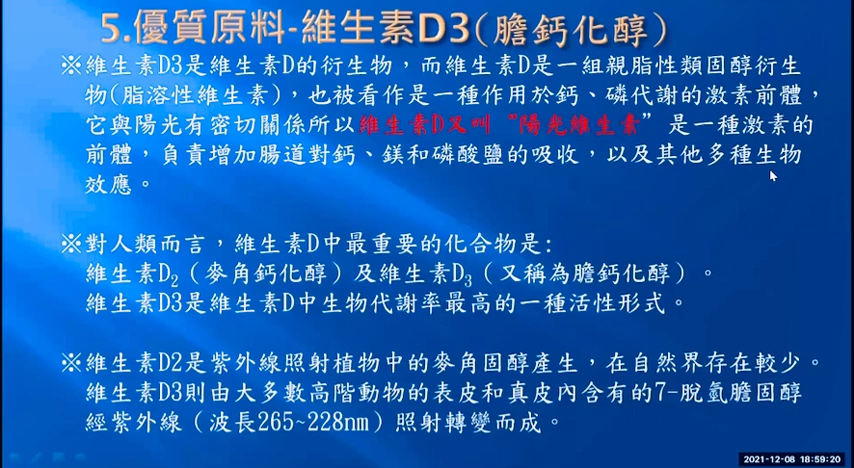 5.優質原料-維生素D3(膽鈣化醇)
※維生素D3是維生素D的衍生物，而維生素D是一組親脂性類固醇衍生
物(脂溶性維生素)，也被看作是一種作用於鈣、磷代謝的激素前體，
它與陽光有密切關係所以維生素D又叫“陽光維生素”是一種激素的
前體，負責增加腸道對鈣、鎂和磷酸鹽的吸收，以及其他多種生物
效應。
※對人類而言，維生素D中最重要的化合物是:
維生素D₂（麥角鈣化醇）及維生素D₃（又稱為膽鈣化醇）。
維生素D3是維生素D中生物代謝率最高的一種活性形式。
※維生素D2是紫外線照射植物中的麥角固醇產生，在自然界存在較少。
維生素D3則由大多數高階動物的表皮和真皮內含有的7-脫氫膽固醇
經紫外線（波長265~228nm）照射轉變而成。
2021-12-08 18:59:20